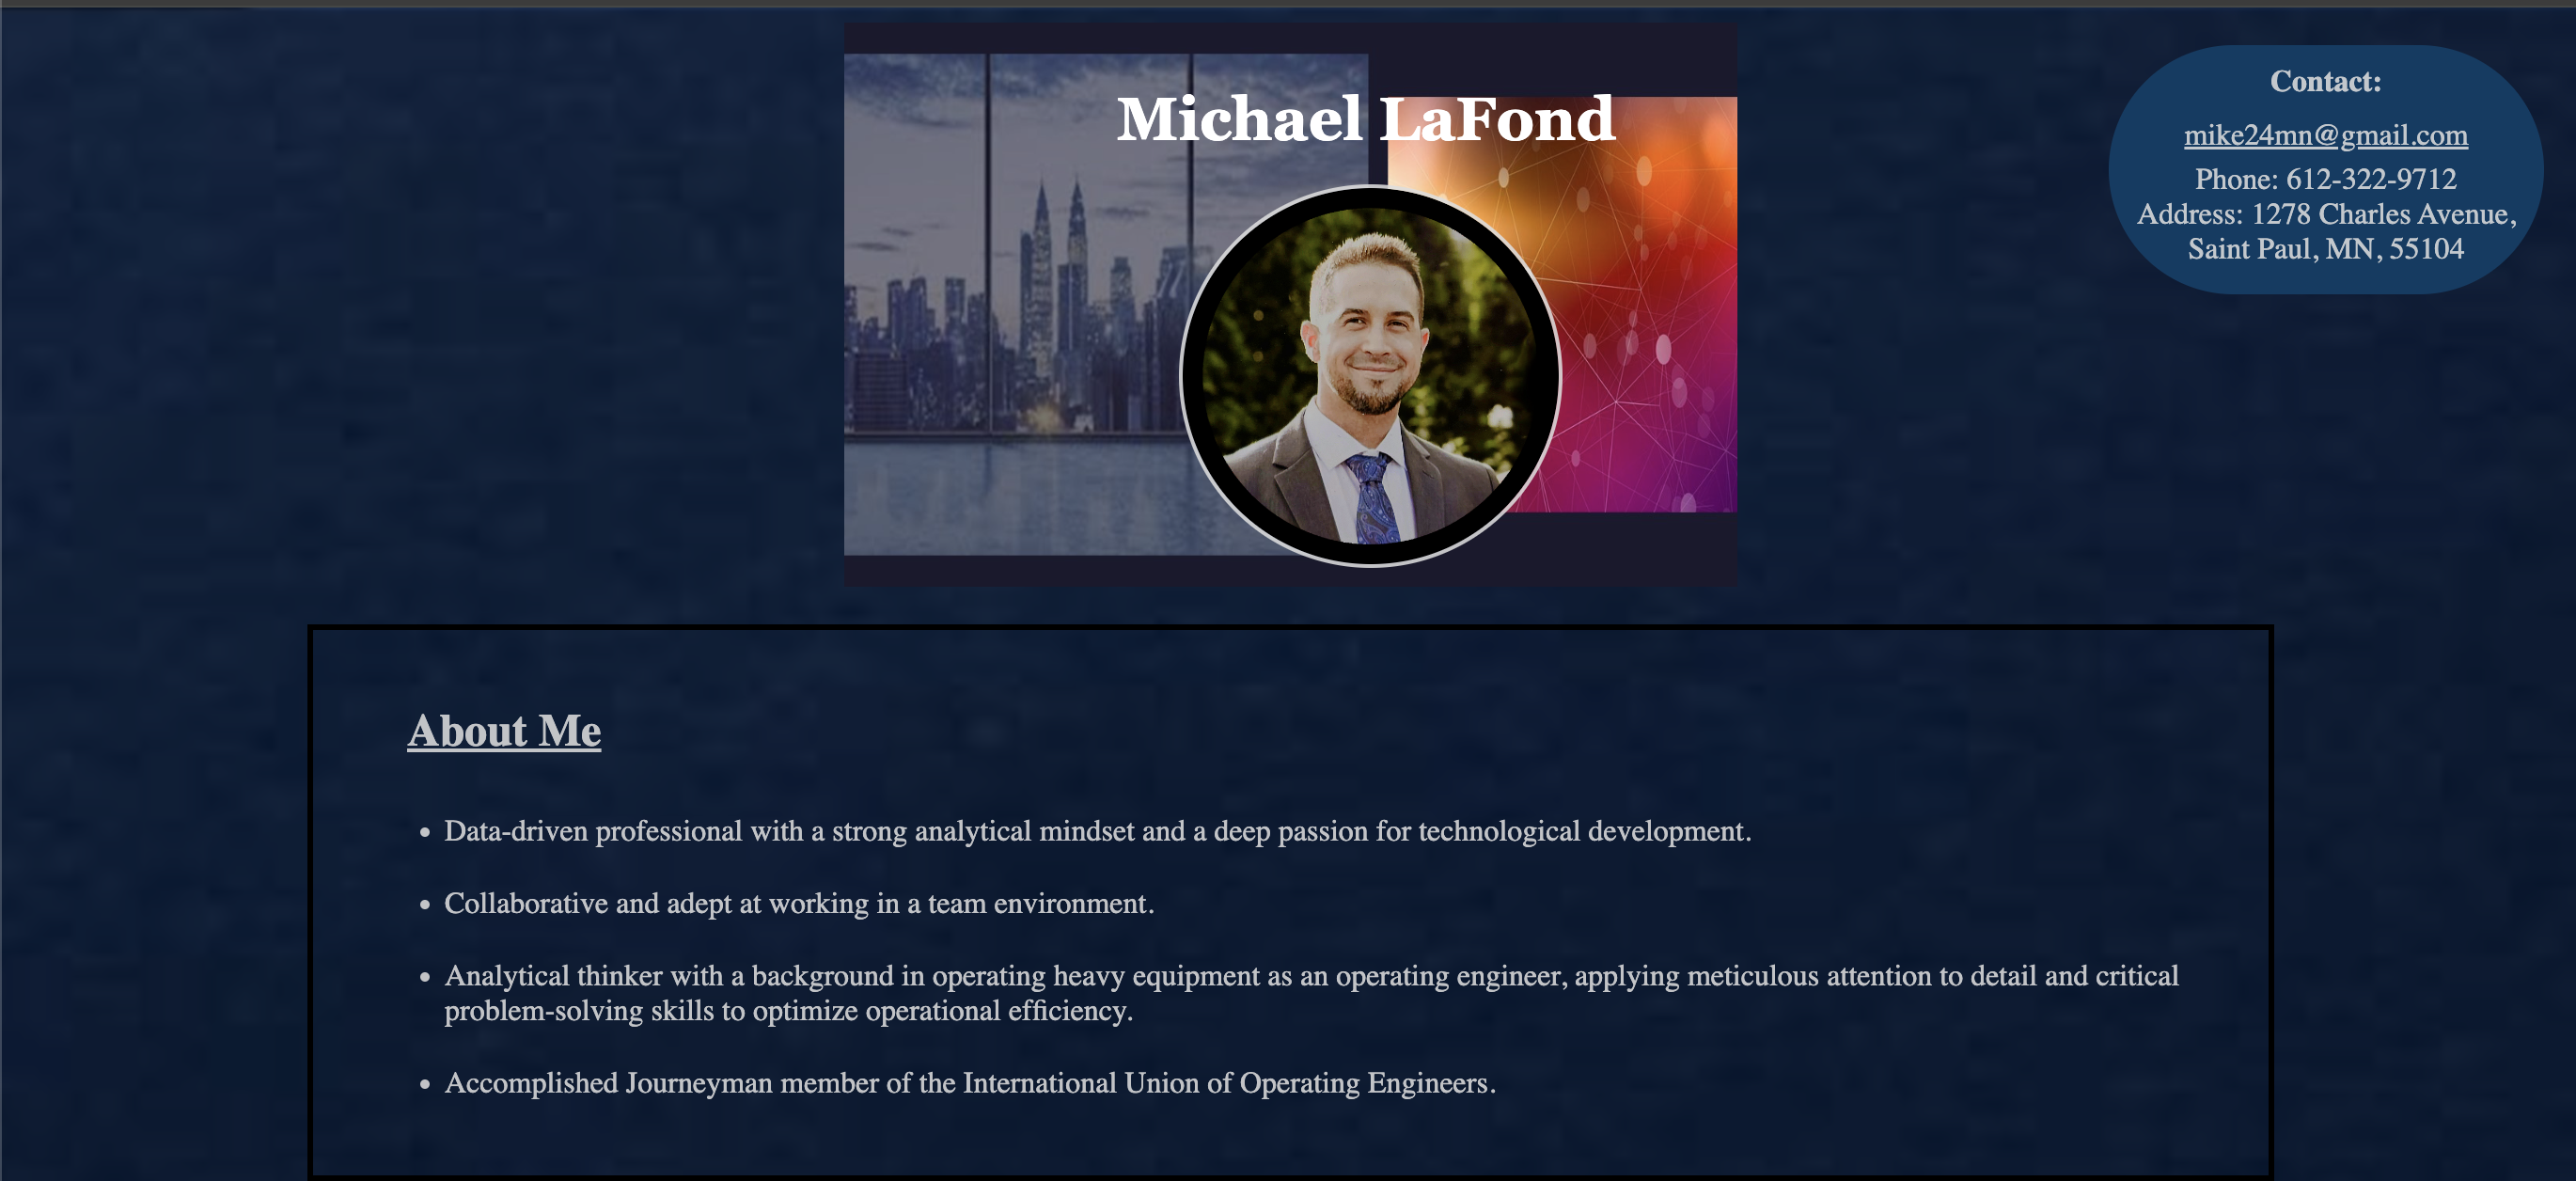 Michael LaFond
Contact:
mike24mn@gmail.com
Phone: 612-322-9712
Address: 1278 Charles Avenue,
Saint Paul, MN, 55104
About Me
• Data-driven professional with a strong analytical mindset and a deep passion for technological development.
• Collaborative and adept at working in a team environment.
• Analytical thinker with a background in operating heavy equipment as an operating engineer, applying meticulous attention to detail and critical
problem-solving skills to optimize operational efficiency.
• Accomplished Journeyman member of the International Union of Operating Engineers.